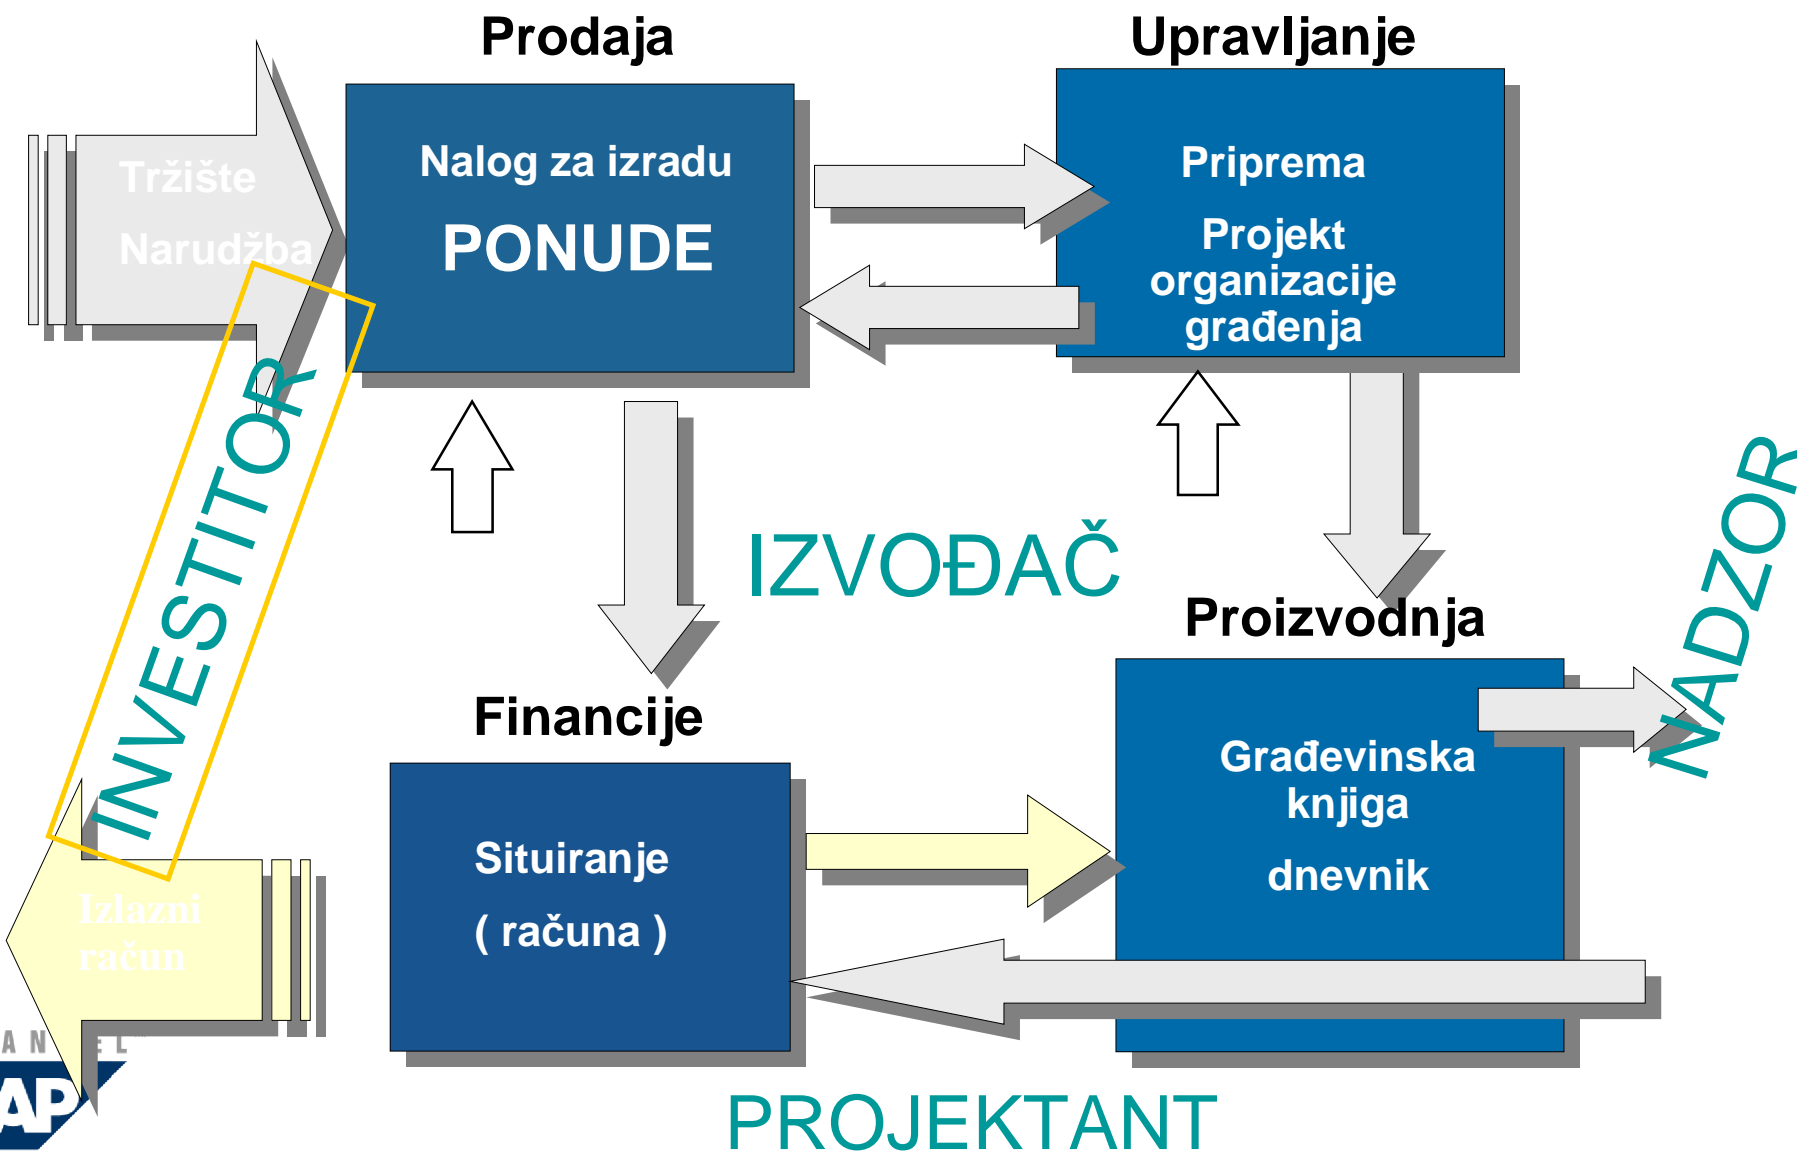 Prodaja
Upravljanje
Tržište
Narudžba
Nalog za izradu
PONUDE
Priprema
Projekt
organizacije
građenja
INVESTITOR
IZVOĐAČ
NADZOR
Proizvodnja
Financije
Građevinska
knjiga
dnevnik
Situiranje
( računa )
Izlazni
račun
AP
PROJEKTANT